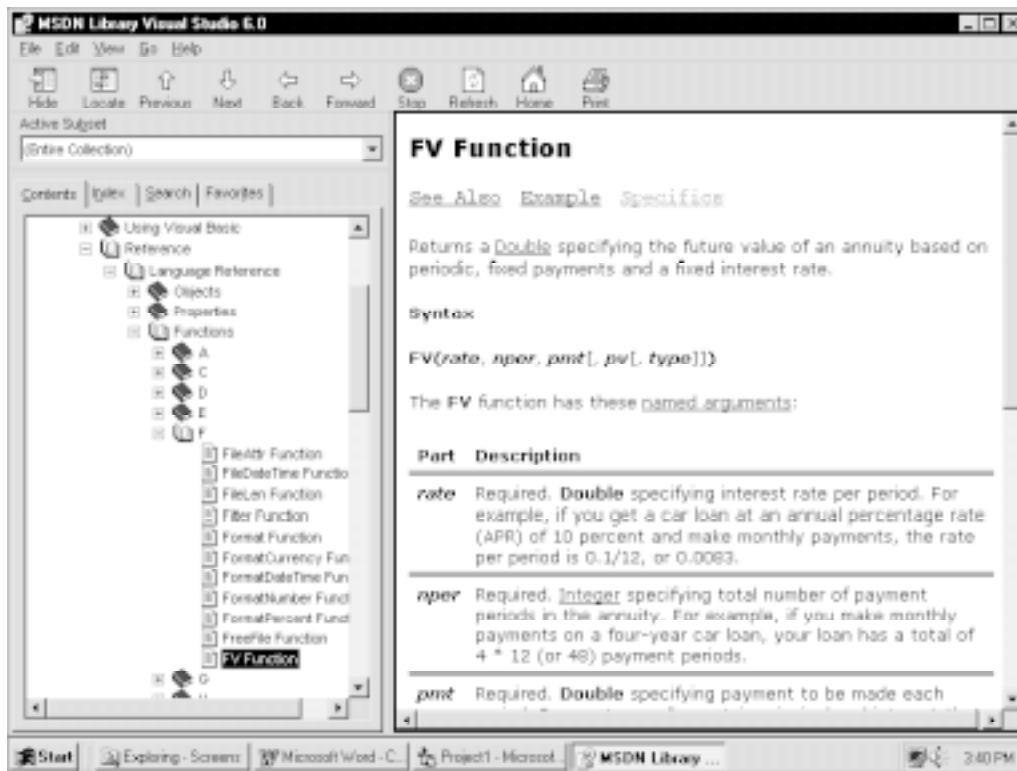 MSDN Library Visual Studio 6.0
File Edit View Go Help
Hide Locate Previous Next Back Forward Stop Refresh Home Print
Active Subset
(Entire Collection)
Contents Index Search Favorites
Using Visual Basic
Reference
Language Reference
Objects
Properties
Functions
A
C
D
E
F
FileAttr Function
FileDateTime Functio
FileLen Function
Filter Function
Format Function
FormatCurrency Fun
FormatDateTime Fun
FormatNumber Funct
FormatPercent Funct
FreeFile Function
FV Function
G
FV Function
See Also Example Specifics
Returns a Double specifying the future value of an annuity based on
periodic, fixed payments and a fixed interest rate.
Syntax
FV(rate, nper, pmt[, pv[, type]])
The FV function has these named arguments:
Part Description
rate Required. Double specifying interest rate per period. For
example, if you get a car loan at an annual percentage rate
(APR) of 10 percent and make monthly payments, the rate
per period is 0.1/12, or 0.0083.
nper Required. Integer specifying total number of payment
periods in the annuity. For example, if you make monthly
payments on a four-year car loan, your loan has a total of
4 * 12 (or 48) payment periods.
pmt Required. Double specifying payment to be made each
Start Exploring - Screens Microsoft Word - C... Project1 - Microsof... MSDN Library ... 3:40 PM